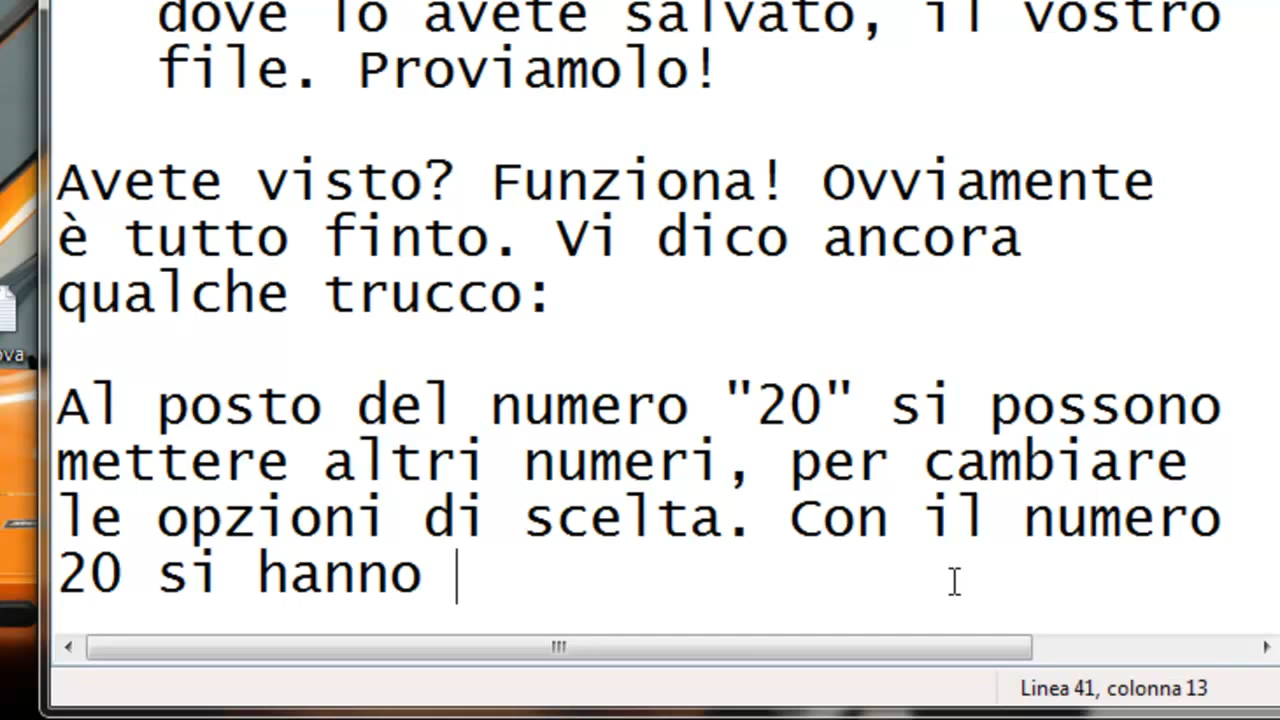 dove lo avete salvato, il vostro
file. Proviamolo!
Avete visto? Funziona! Ovviamente
è tutto finto. Vi dico ancora
qualche trucco:
Al posto del numero "20" si possono
mettere altri numeri, per cambiare
le opzioni di scelta. Con il numero
20 si hanno
ova
Linea 41, colonna 13